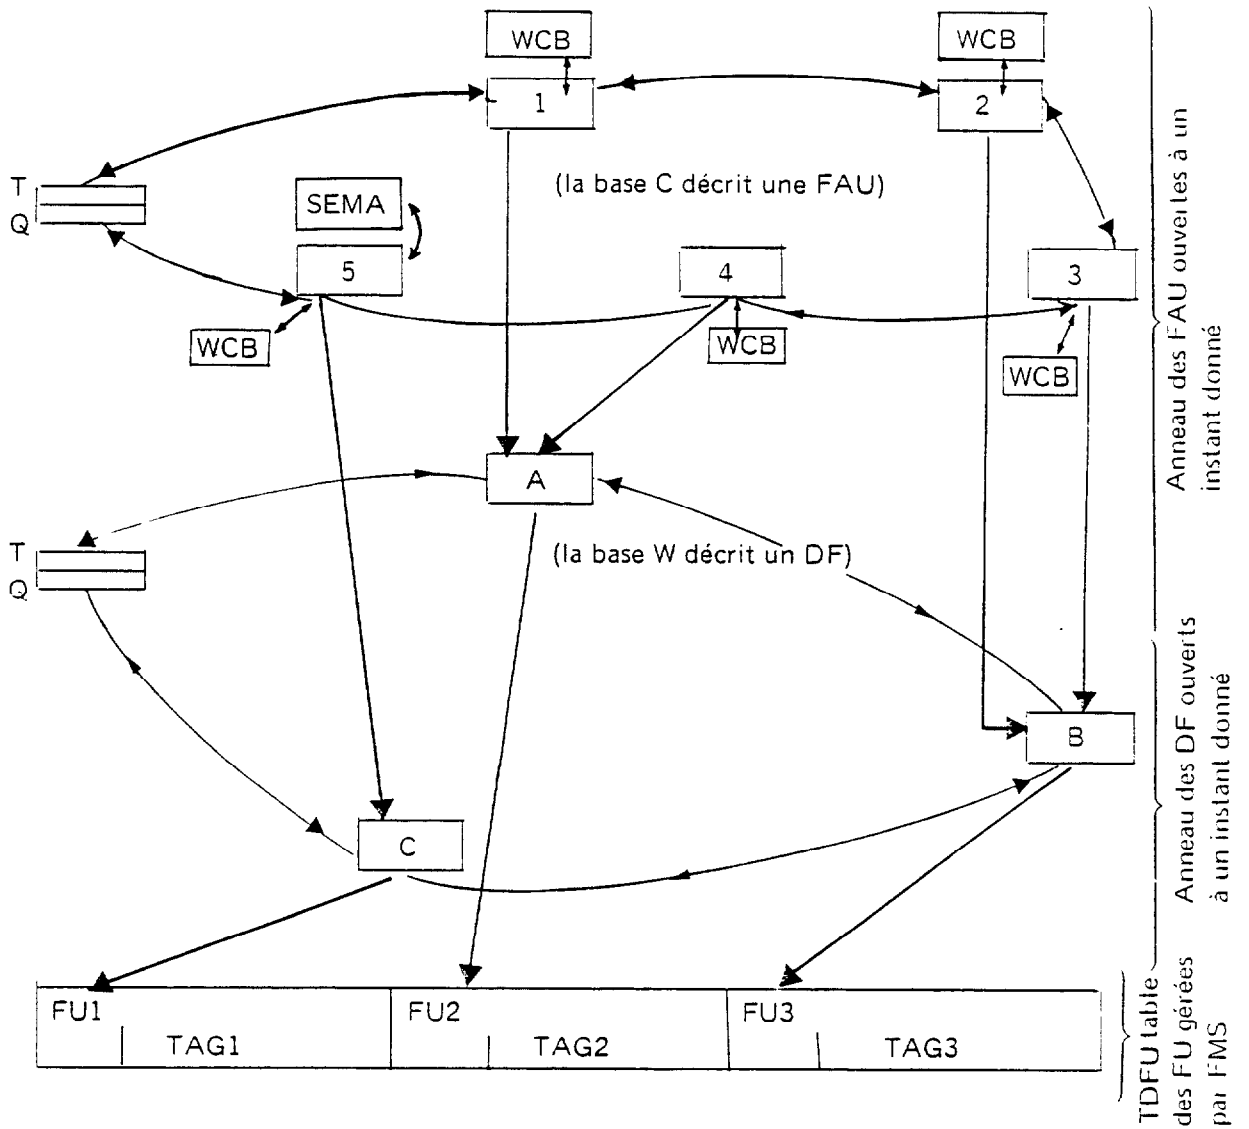 WCB
WCB
1
2
T
Q
SEMA
(la base C décrit une FAU)
5
4
3
WCB
WCB
WCB
A
T
Q
(la base W décrit un DF)
B
C
FU1
FU2
FU3
TAG1
TAG2
TAG3
Anneau des FAU ouvertes à un
instant donné
Anneau des DF ouverts
à un instant donné
TDFU table
des FU gérées
par FMS